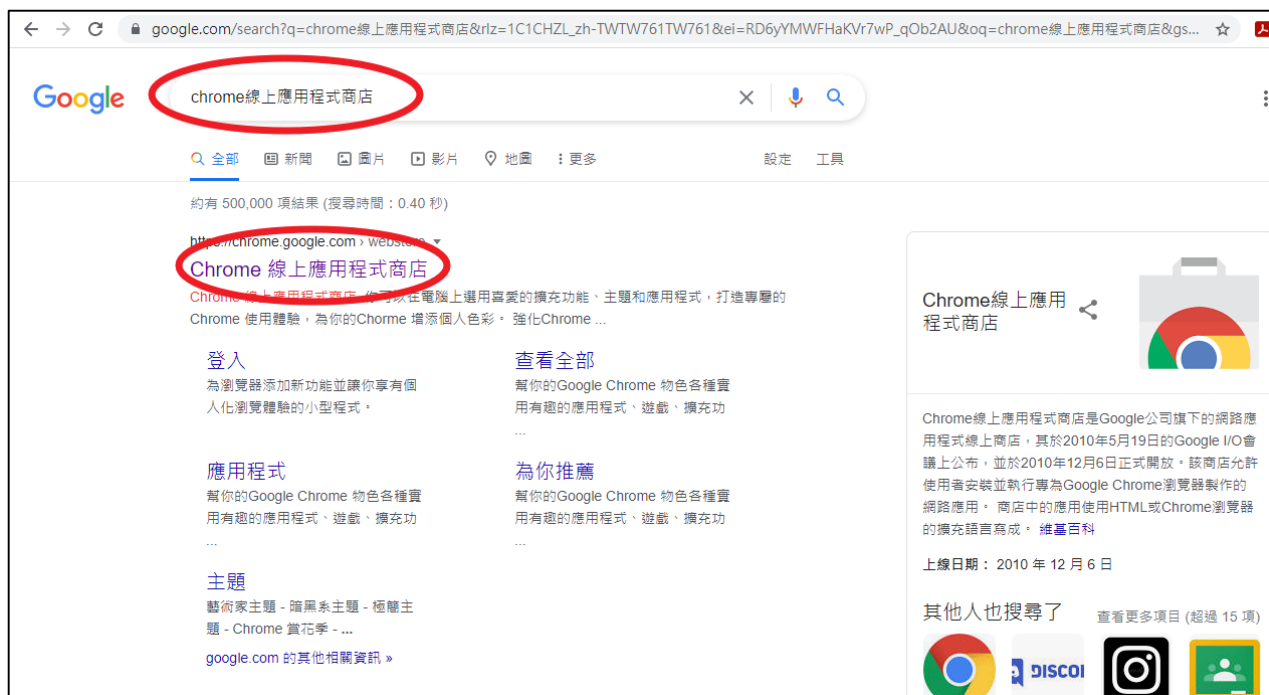 google.com/search?q=chrome線上應用程式商店&rlz=1C1CHZL_zh-TWTW761TW761&ei=RD6yYMWFHaKVr7wP_qOb2AU&oq=chrome線上應用程式商店&gs...
Google
chrome線上應用程式商店
全部 新聞 圖片 影片 地圖 更多 設定 工具
約有 500,000 項結果 (搜尋時間：0.40 秒)
https://chrome.google.com › webstore
Chrome 線上應用程式商店
Chrome 線上應用程式商店. 你可以在電腦上選用喜愛的擴充功能、主題和應用程式，打造專屬的
Chrome 使用體驗，為你的Chorme 增添個人色彩。 強化Chrome ...
登入
為瀏覽器添加新功能並讓你享有個
人化瀏覽體驗的小型程式。
查看全部
幫你的Google Chrome 物色各種實
用有趣的應用程式、遊戲、擴充功
...
應用程式
幫你的Google Chrome 物色各種實
用有趣的應用程式、遊戲、擴充功
...
為你推薦
幫你的Google Chrome 物色各種實
用有趣的應用程式、遊戲、擴充功
...
主題
藝術家主題 - 暗黑系主題 - 極簡主
題 - Chrome 賞花季 - ...
google.com 的其他相關資訊 »
Chrome線上應用
程式商店
Chrome線上應用程式商店是Google公司旗下的網路應
用程式線上商店，其於2010年5月19日的Google I/O會
議上公布，並於2010年12月6日正式開放。該商店允許
使用者安裝並執行專為Google Chrome瀏覽器製作的
網路應用。 商店中的應用使用HTML或Chrome瀏覽器
的擴充語言寫成。 維基百科
上線日期： 2010 年 12 月 6 日
其他人也搜尋了 查看更多項目 (超過 15 項)
DISCO